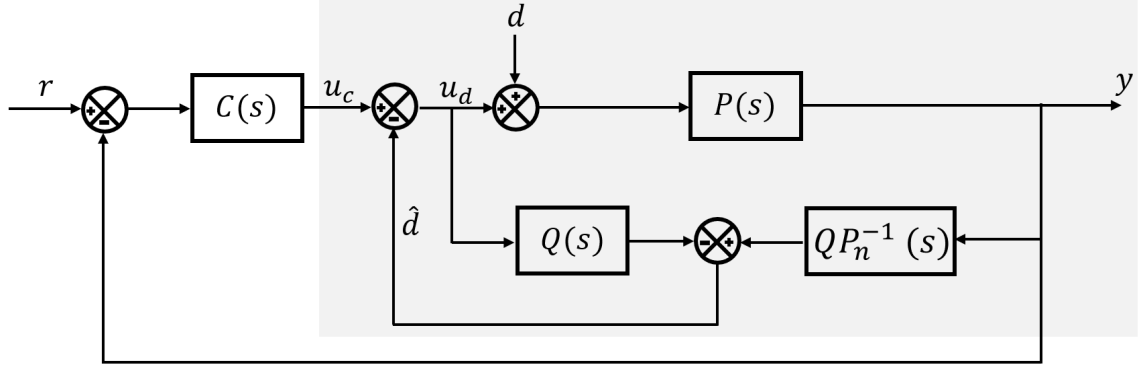 d
r
C(s)
u_c
u_d
P(s)
y
d̂
Q(s)
QP_n^{-1}(s)